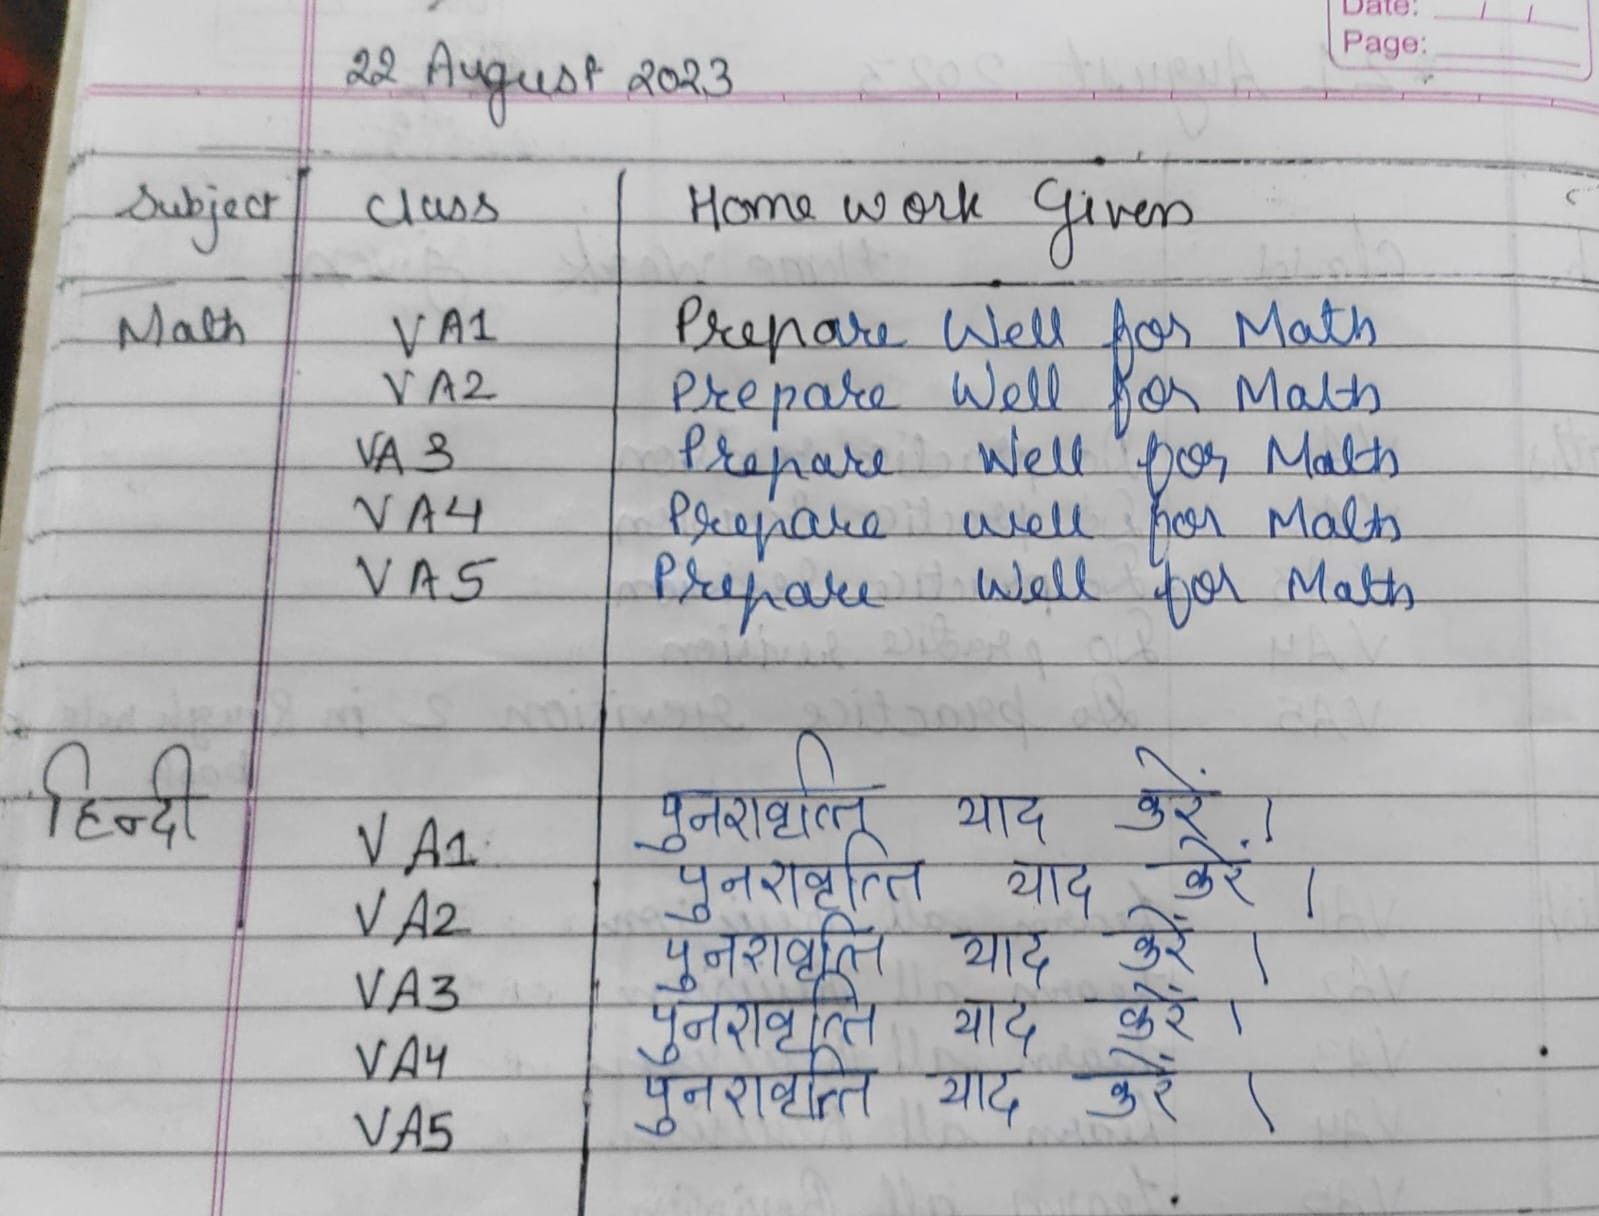 Date: / /
Page:
22 August 2023
Subject Class Home work Given
Math VA1 Prepare Well for Math
VA2 Prepare Well for Math
VA3 Prepare Well for Math
VA4 Prepare well for Math
VA5 Prepare Well for Math
हिन्दी VA1 पुनरावृत्ति याद करें।
VA2 पुनरावृत्ति याद करें।
VA3 पुनरावृत्ति याद करें।
VA4 पुनरावृत्ति याद करें।
VA5 पुनरावृत्ति याद करें।